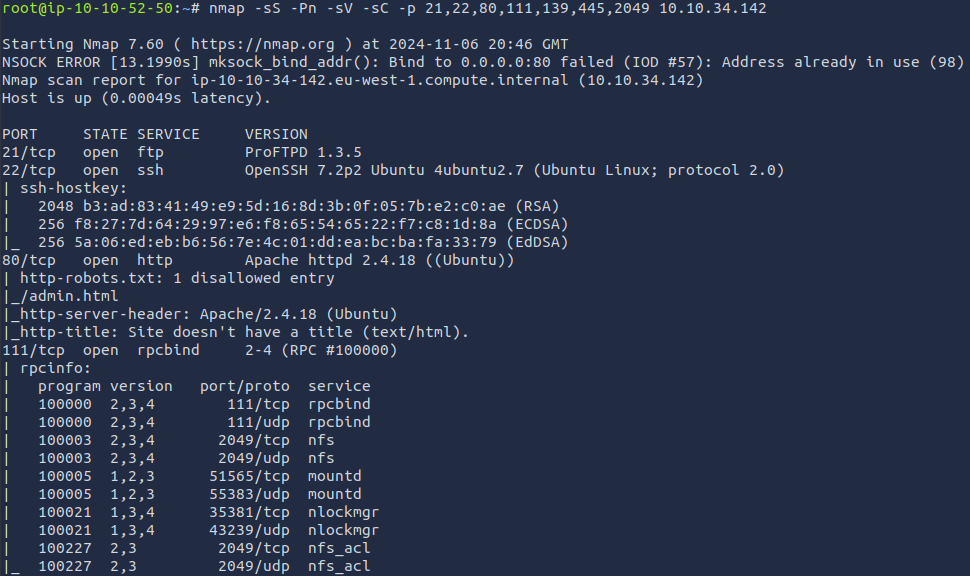 root@ip-10-10-52-50:~# nmap -sS -Pn -sV -sC -p 21,22,80,111,139,445,2049 10.10.34.142

Starting Nmap 7.60 ( https://nmap.org ) at 2024-11-06 20:46 GMT
NSOCK ERROR [13.1990s] mksock_bind_addr(): Bind to 0.0.0.0:80 failed (IOD #57): Address already in use (98)
Nmap scan report for ip-10-10-34-142.eu-west-1.compute.internal (10.10.34.142)
Host is up (0.00049s latency).

PORT     STATE SERVICE     VERSION
21/tcp   open  ftp         ProFTPD 1.3.5
22/tcp   open  ssh         OpenSSH 7.2p2 Ubuntu 4ubuntu2.7 (Ubuntu Linux; protocol 2.0)
| ssh-hostkey:
|   2048 b3:ad:83:41:49:e9:5d:16:8d:3b:0f:05:7b:e2:c0:ae (RSA)
|   256 f8:27:7d:64:29:97:e6:f8:65:54:65:22:f7:c8:1d:8a (ECDSA)
|_  256 5a:06:ed:eb:b6:56:7e:4c:01:dd:ea:bc:ba:fa:33:79 (EdDSA)
80/tcp   open  http        Apache httpd 2.4.18 ((Ubuntu))
| http-robots.txt: 1 disallowed entry
|_/admin.html
|_http-server-header: Apache/2.4.18 (Ubuntu)
|_http-title: Site doesn't have a title (text/html).
111/tcp  open  rpcbind     2-4 (RPC #100000)
| rpcinfo:
|   program version   port/proto  service
|   100000  2,3,4        111/tcp  rpcbind
|   100000  2,3,4        111/udp  rpcbind
|   100003  2,3,4       2049/tcp  nfs
|   100003  2,3,4       2049/udp  nfs
|   100005  1,2,3      51565/tcp  mountd
|   100005  1,2,3      55383/udp  mountd
|   100021  1,3,4      35381/tcp  nlockmgr
|   100021  1,3,4      43239/udp  nlockmgr
|   100227  2,3         2049/tcp  nfs_acl
|_  100227  2,3         2049/udp  nfs_acl